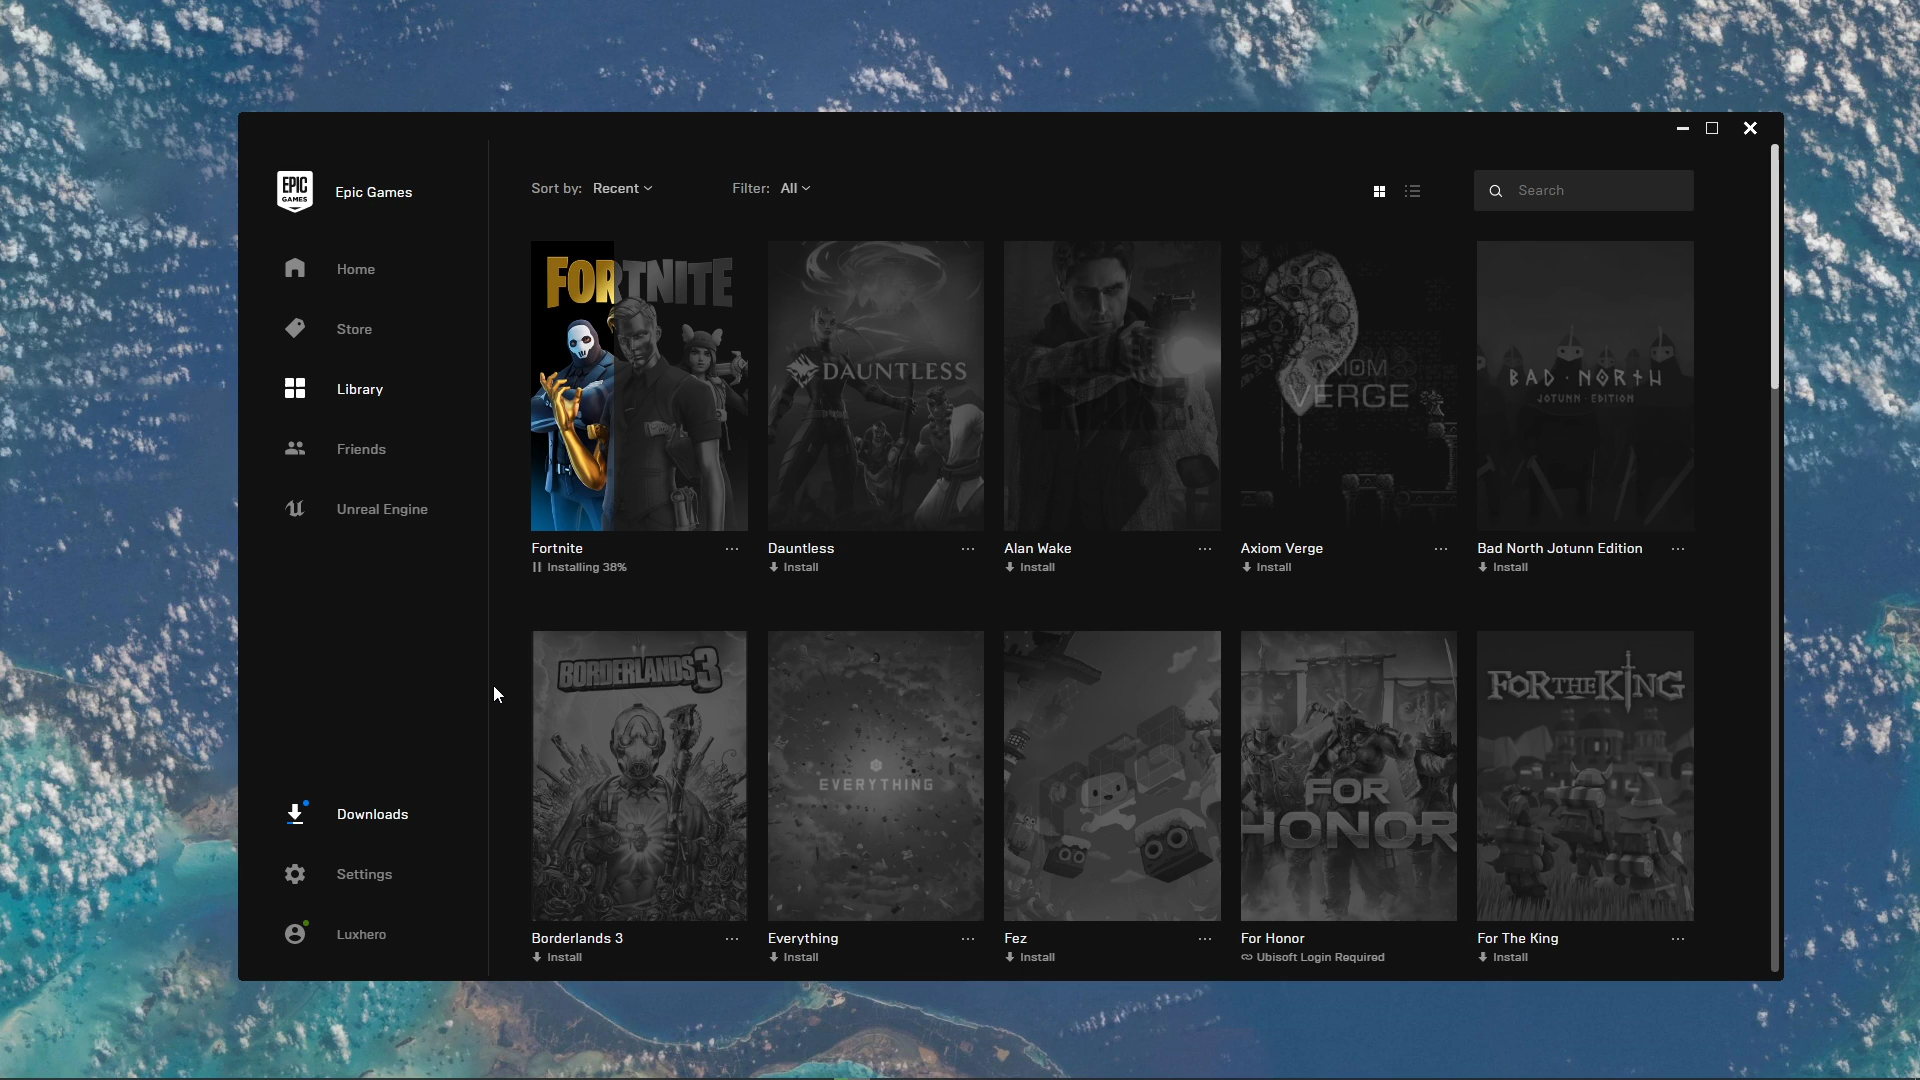 EPIC
GAMES
Epic Games
Home
Store
Library
Friends
Unreal Engine
Downloads
Settings
Luxhero
Sort by: Recent
Filter: All
Search
FORTNITE
DAUNTLESS
AXIOM
VERGE
BAD NORTH
JOTUNN EDITION
Fortnite ...
Installing 38%
Dauntless ...
Install
Alan Wake ...
Install
Axiom Verge ...
Install
Bad North Jotunn Edition ...
Install
BORDERLANDS 3
EVERYTHING
FOR
HONOR
FOR THE KING
Borderlands 3 ...
Install
Everything ...
Install
Fez ...
Install
For Honor
Ubisoft Login Required
For The King ...
Install